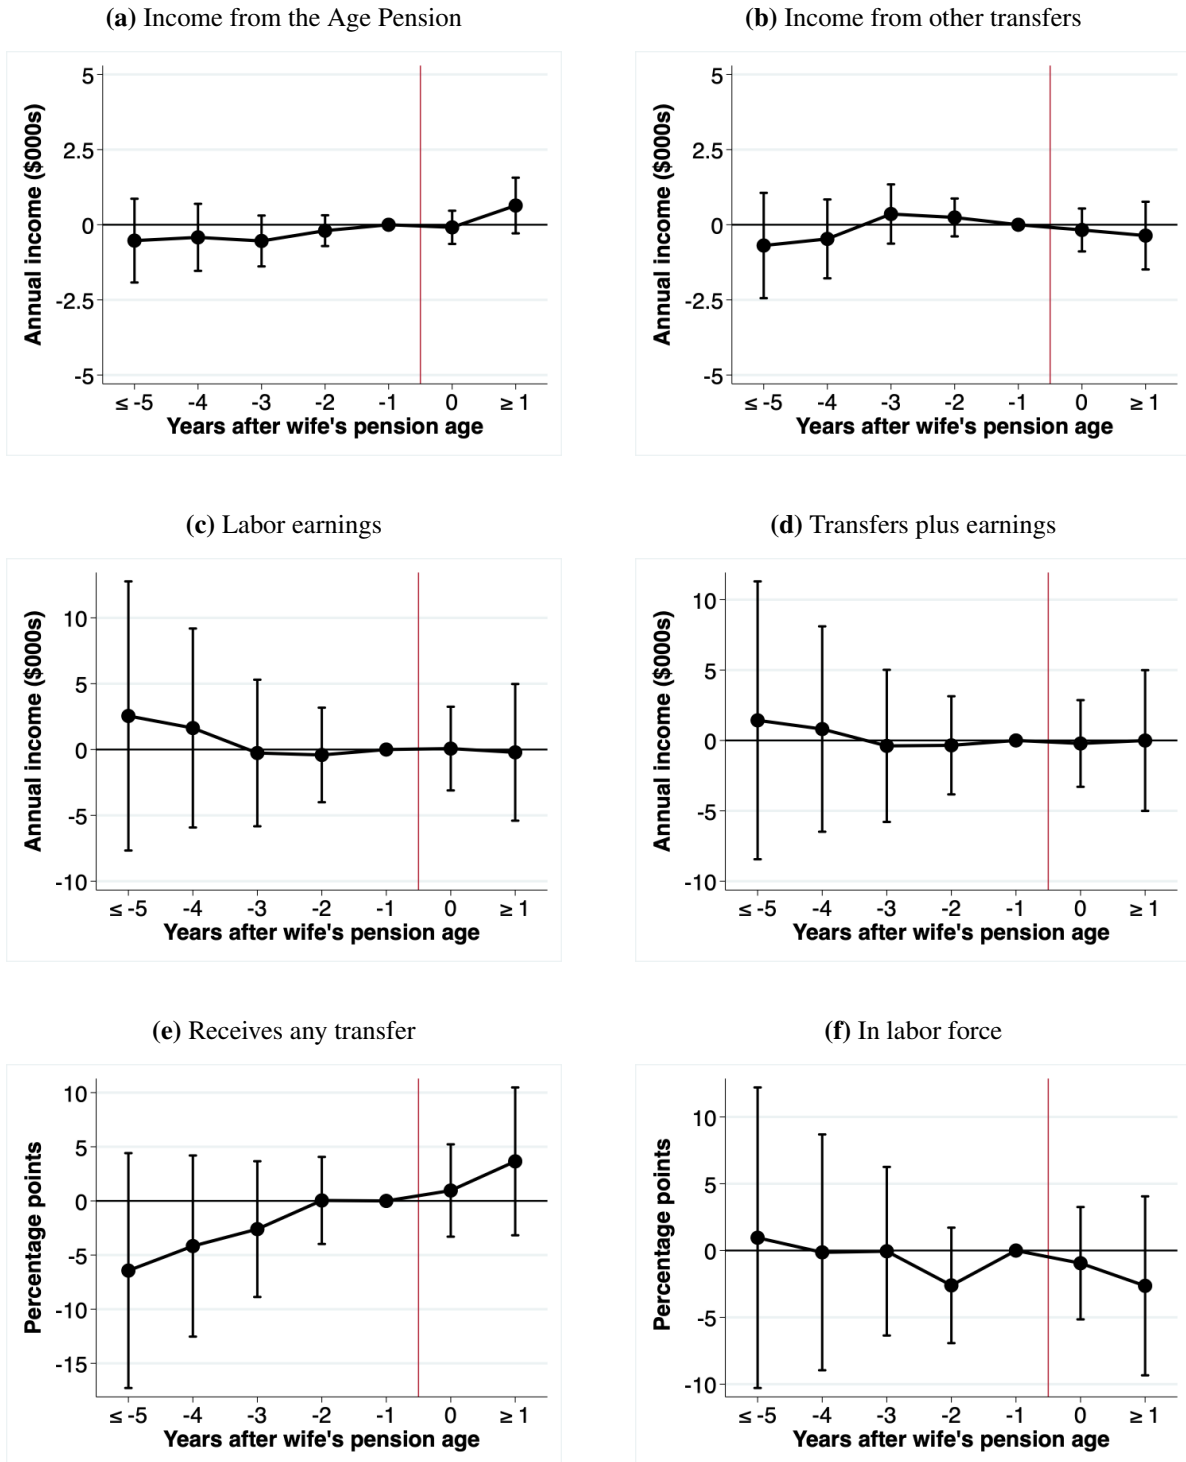 (a) Income from the Age Pension
Annual income ($000s)
5
2.5
0
-2.5
-5
≤ -5 -4 -3 -2 -1 0 ≥ 1
Years after wife's pension age
(b) Income from other transfers
Annual income ($000s)
5
2.5
0
-2.5
-5
≤ -5 -4 -3 -2 -1 0 ≥ 1
Years after wife's pension age
(c) Labor earnings
Annual income ($000s)
10
5
0
-5
-10
≤ -5 -4 -3 -2 -1 0 ≥ 1
Years after wife's pension age
(d) Transfers plus earnings
Annual income ($000s)
10
5
0
-5
-10
≤ -5 -4 -3 -2 -1 0 ≥ 1
Years after wife's pension age
(e) Receives any transfer
Percentage points
10
5
0
-5
-10
-15
≤ -5 -4 -3 -2 -1 0 ≥ 1
Years after wife's pension age
(f) In labor force
Percentage points
10
5
0
-5
-10
≤ -5 -4 -3 -2 -1 0 ≥ 1
Years after wife's pension age